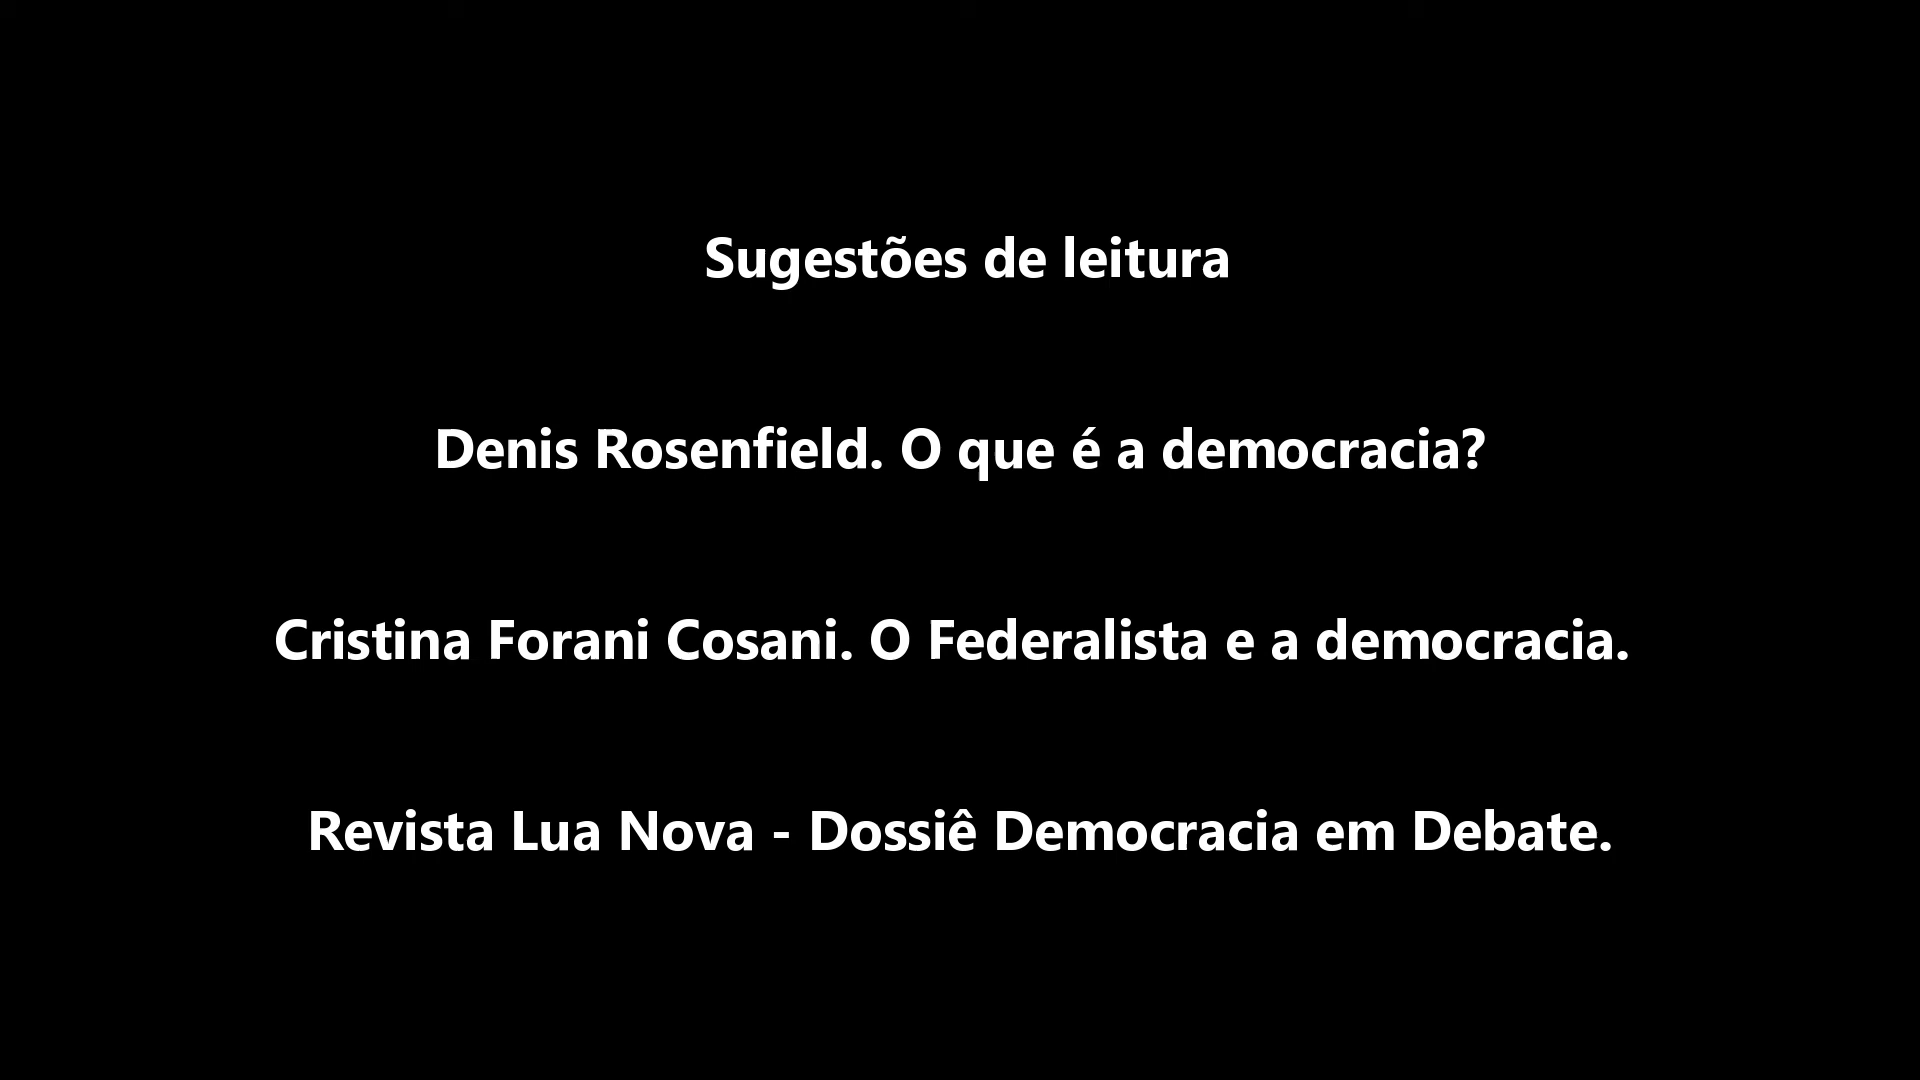 Sugestões de leitura
Denis Rosenfield. O que é a democracia?
Cristina Forani Cosani. O Federalista e a democracia.
Revista Lua Nova - Dossiê Democracia em Debate.